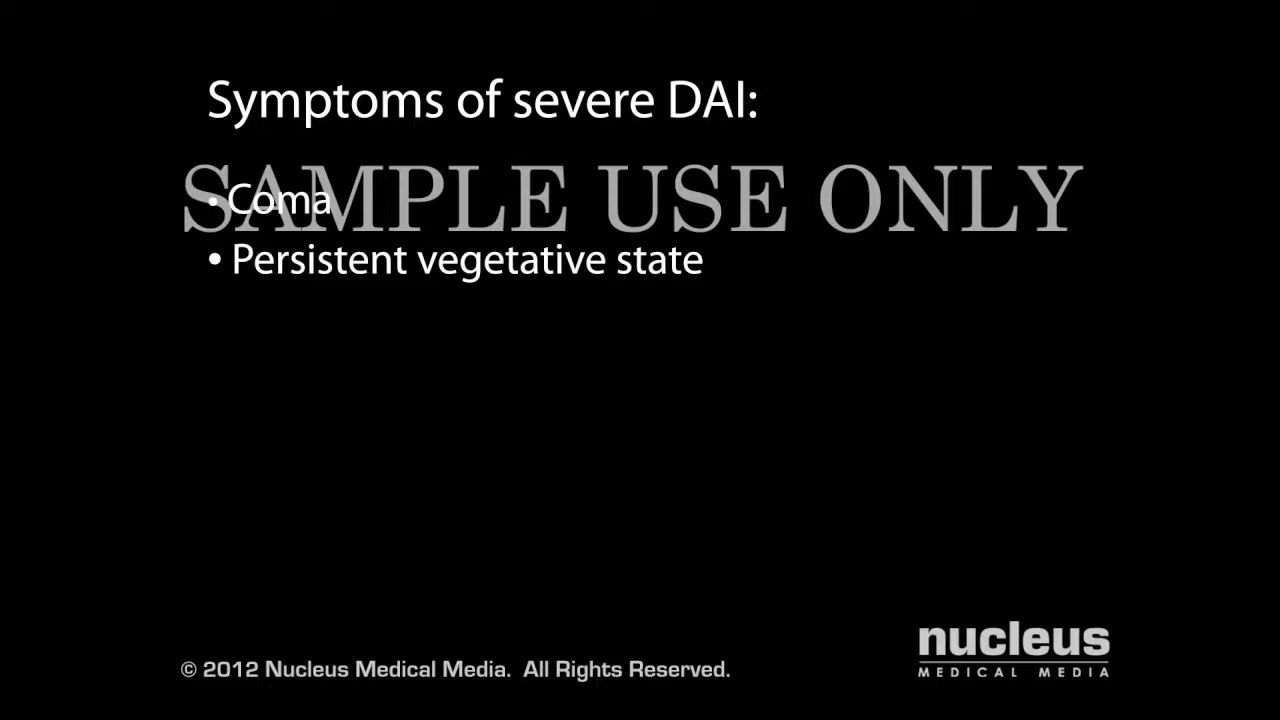 Symptoms of severe DAI:
SAMPLE USE ONLY
• Coma
• Persistent vegetative state
nucleus
MEDICAL MEDIA
© 2012 Nucleus Medical Media. All Rights Reserved.